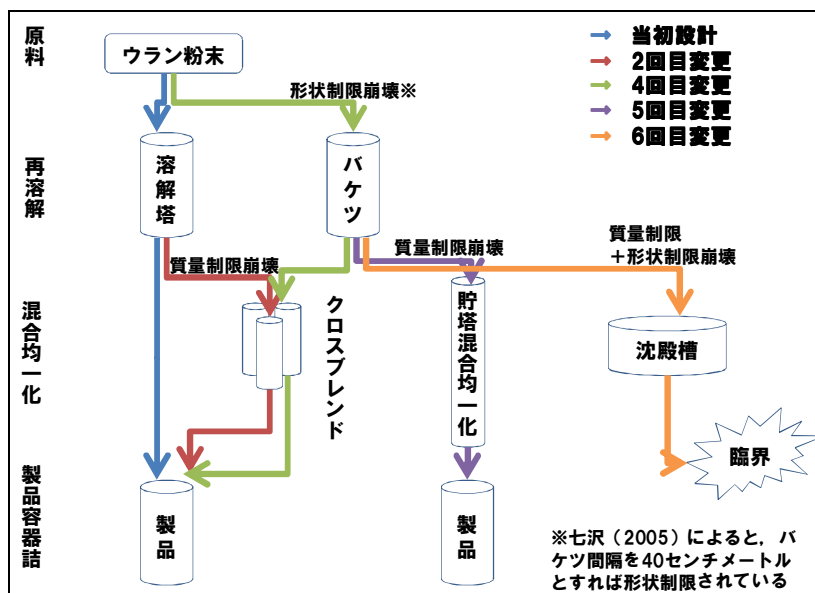 原料
ウラン粉末
形状制限崩壊※
当初設計
2回目変更
4回目変更
5回目変更
6回目変更
再溶解
溶解塔
バケツ
質量制限崩壊
質量制限崩壊
質量制限
＋形状制限崩壊
混合均一化
クロスブレンド
貯塔混合均一化
沈殿槽
臨界
製品容器詰
製品
製品
※七沢（2005）によると，バ
ケツ間隔を40センチメートル
とすれば形状制限されている